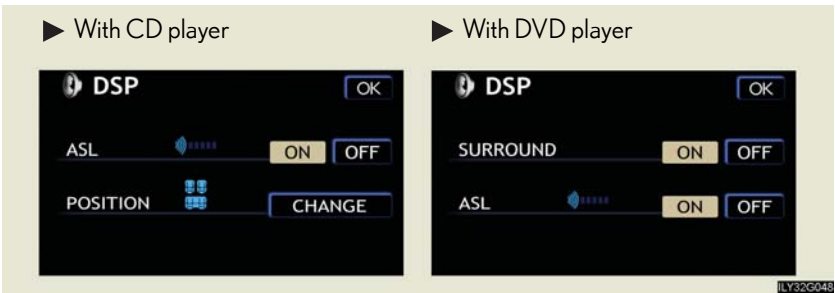 With CD player
DSP
OK
ASL
ON OFF
POSITION
CHANGE
With DVD player
DSP
OK
SURROUND
ON OFF
ASL
ON OFF
ILY32G048